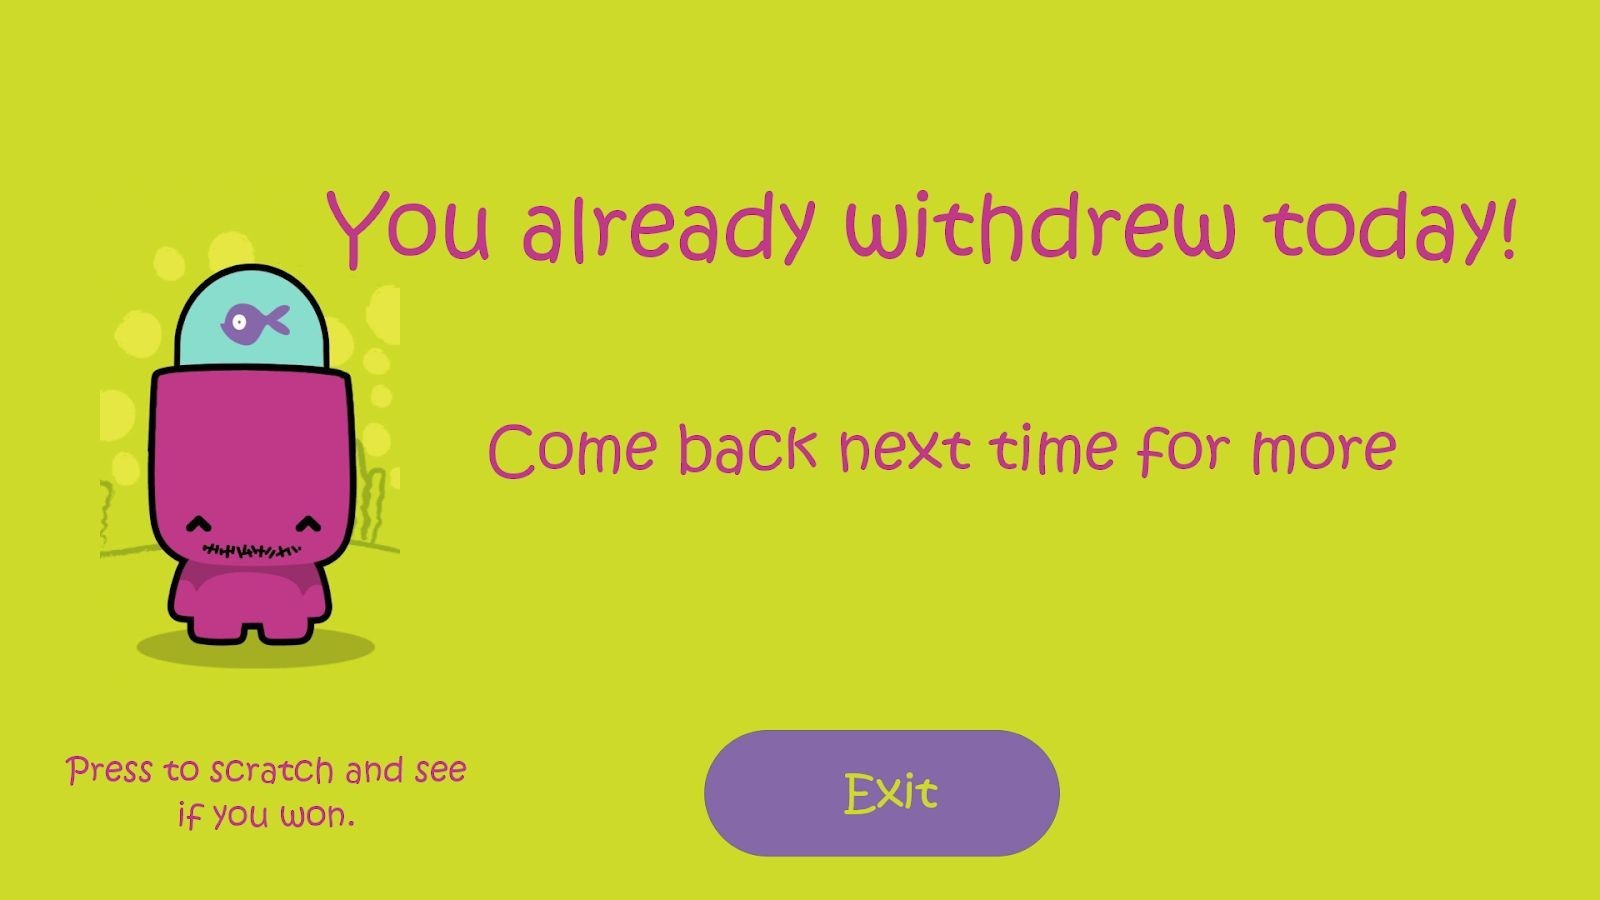 You already withdrew today!
Come back next time for more
Press to scratch and see
if you won.
Exit